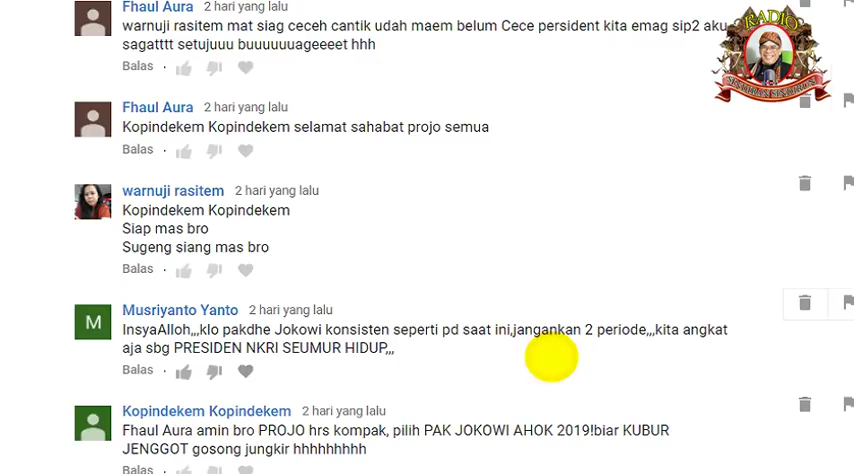 Fhaul Aura 2 hari yang lalu
warnuji rasitem mat siag ceceh cantik udah maem belum Cece persident kita emag sip2 aku
sagatttt setujuuu buuuuuuageeeet hhh
Balas
Fhaul Aura 2 hari yang lalu
Kopindekem Kopindekem selamat sahabat projo semua
Balas
warnuji rasitem 2 hari yang lalu
Kopindekem Kopindekem
Siap mas bro
Sugeng siang mas bro
Balas
M
Musriyanto Yanto 2 hari yang lalu
InsyaAlloh,,,klo pakdhe Jokowi konsisten seperti pd saat ini,jangankan 2 periode,,,kita angkat
aja sbg PRESIDEN NKRI SEUMUR HIDUP,,,
Balas
Kopindekem Kopindekem 2 hari yang lalu
Fhaul Aura amin bro PROJO hrs kompak, pilih PAK JOKOWI AHOK 2019!biar KUBUR
JENGGOT gosong jungkir hhhhhhhhh
Balas
RADIO